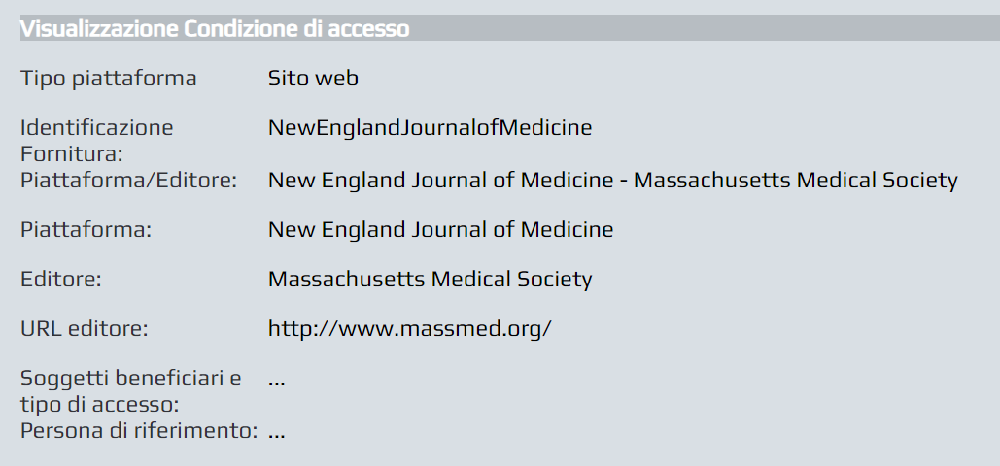 Visualizzazione Condizione di accesso
Tipo piattaforma Sito web
Identificazione NewEnglandJournalofMedicine
Fornitura:
Piattaforma/Editore: New England Journal of Medicine - Massachusetts Medical Society
Piattaforma: New England Journal of Medicine
Editore: Massachusetts Medical Society
URL editore: http://www.massmed.org/
Soggetti beneficiari e ...
tipo di accesso:
Persona di riferimento: ...